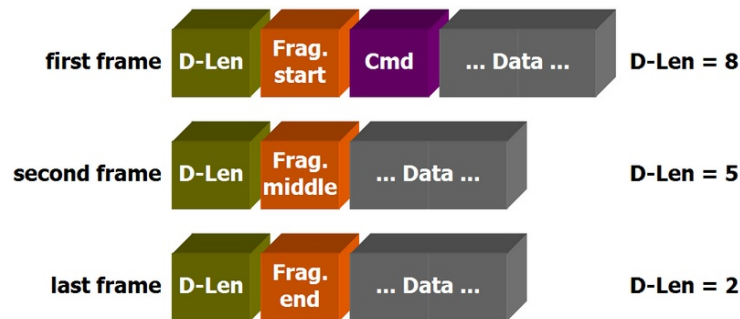 first frame D-Len Frag. start Cmd ... Data ... D-Len = 8
second frame D-Len Frag. middle ... Data ... D-Len = 5
last frame D-Len Frag. end ... Data ... D-Len = 2